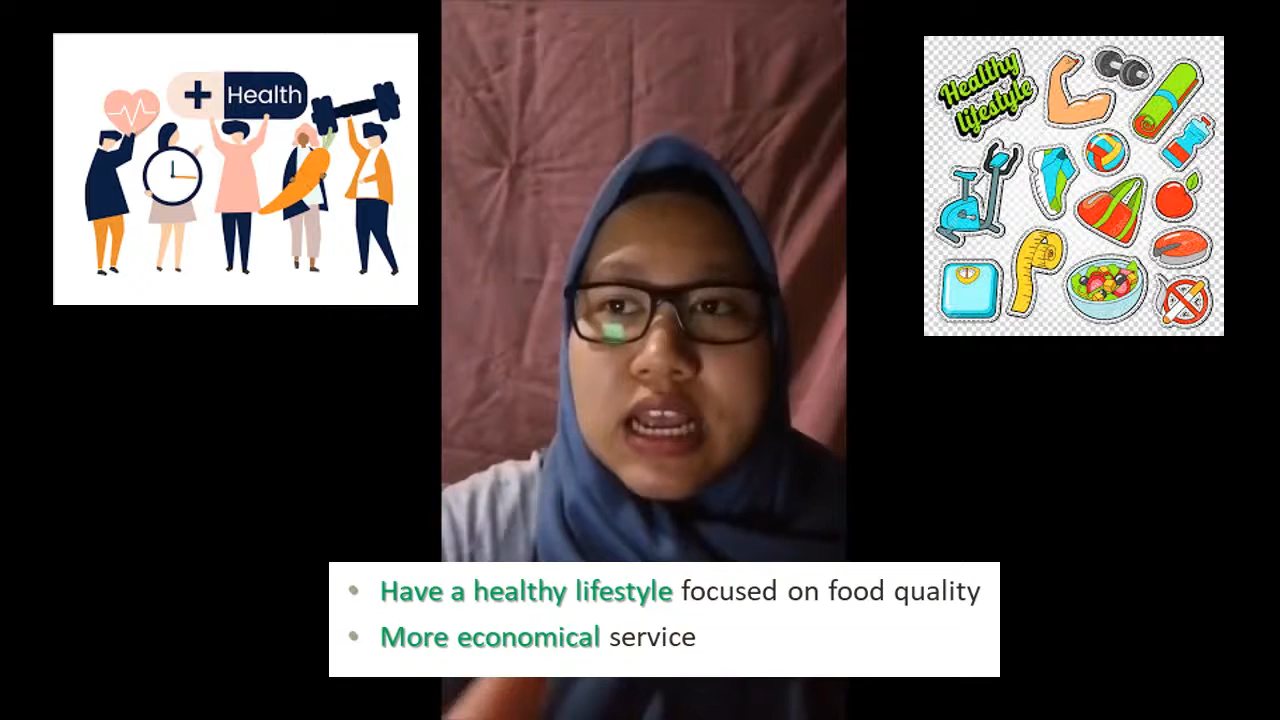 Health
Healthy
lifestyle
• Have a healthy lifestyle focused on food quality
• More economical service